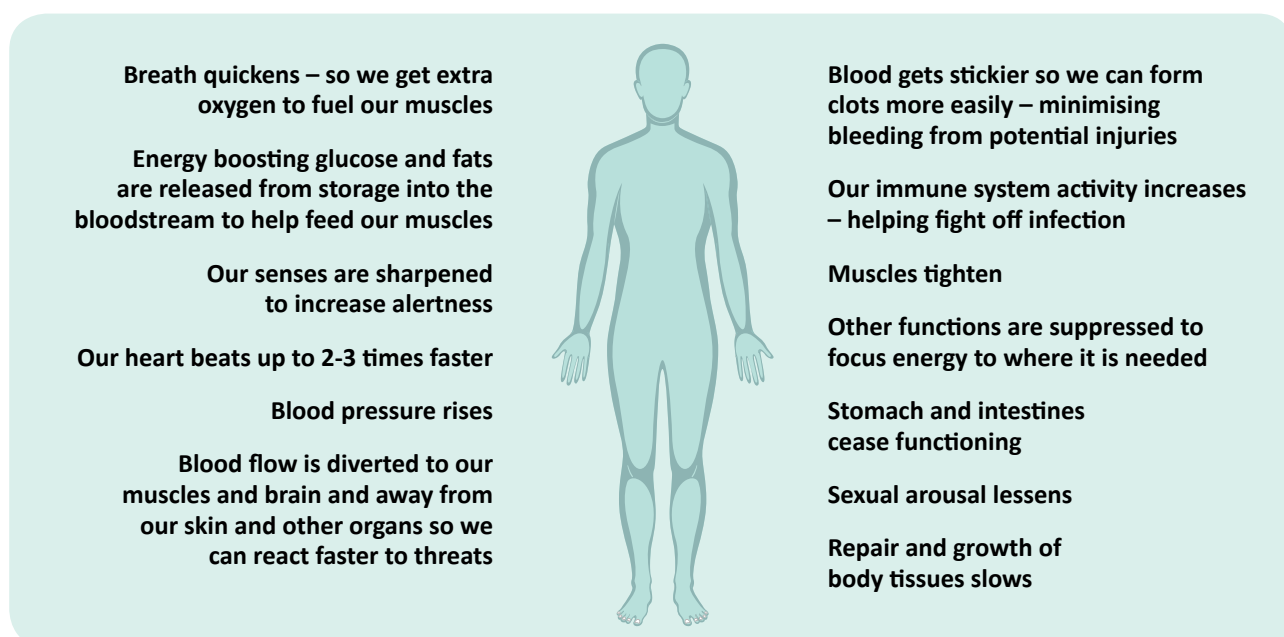 Breath quickens – so we get extra
oxygen to fuel our muscles
Energy boosting glucose and fats
are released from storage into the
bloodstream to help feed our muscles
Our senses are sharpened
to increase alertness
Our heart beats up to 2-3 times faster
Blood pressure rises
Blood flow is diverted to our
muscles and brain and away from
our skin and other organs so we
can react faster to threats
Blood gets stickier so we can form
clots more easily – minimising
bleeding from potential injuries
Our immune system activity increases
– helping fight off infection
Muscles tighten
Other functions are suppressed to
focus energy to where it is needed
Stomach and intestines
cease functioning
Sexual arousal lessens
Repair and growth of
body tissues slows